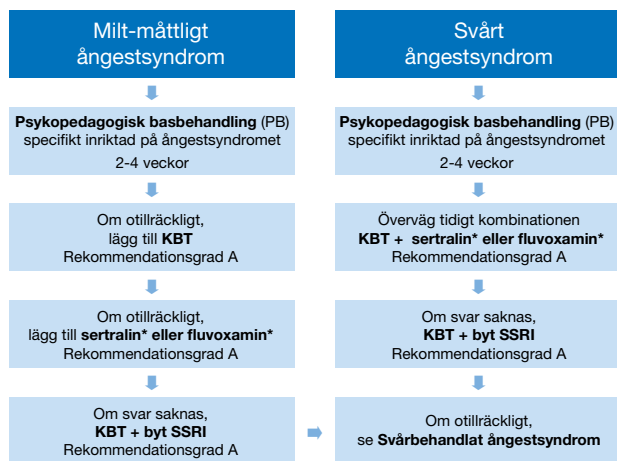 Milt-måttligt
ångestsyndrom
Psykopedagogisk basbehandling (PB)
specifikt inriktad på ångestsyndromet
2-4 veckor
Om otillräckligt,
lägg till KBT
Rekommendationsgrad A
Om otillräckligt,
lägg till sertralin* eller fluvoxamin*
Rekommendationsgrad A
Om svar saknas,
KBT + byt SSRI
Rekommendationsgrad A
Svårt
ångestsyndrom
Psykopedagogisk basbehandling (PB)
specifikt inriktad på ångestsyndromet
2-4 veckor
Överväg tidigt kombinationen
KBT + sertralin* eller fluvoxamin*
Rekommendationsgrad A
Om svar saknas,
KBT + byt SSRI
Rekommendationsgrad A
Om otillräckligt,
se Svårbehandlat ångestsyndrom